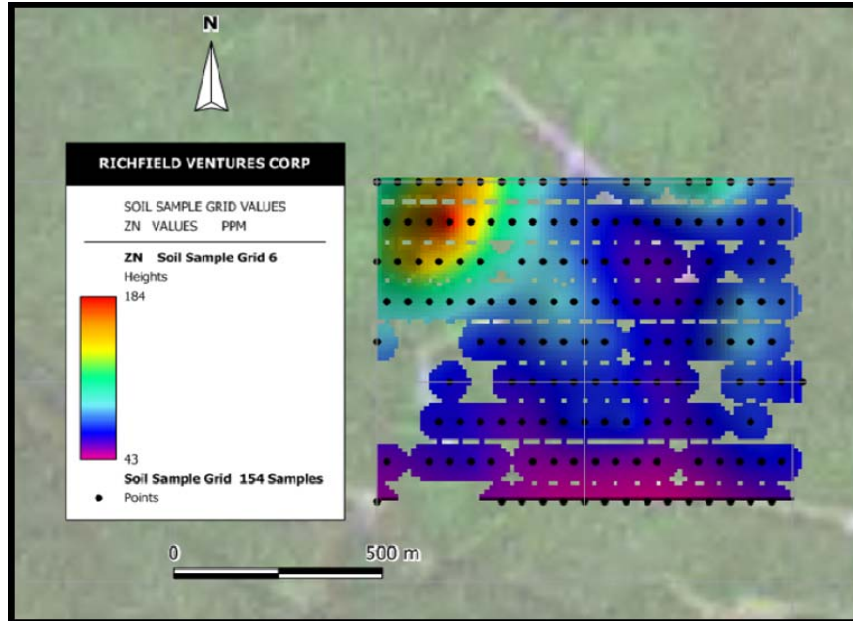 N
RICHFIELD VENTURES CORP
SOIL SAMPLE GRID VALUES
ZN VALUES PPM
ZN Soil Sample Grid 6
Heights
184
43
Soil Sample Grid 154 Samples
Points
0 500 m